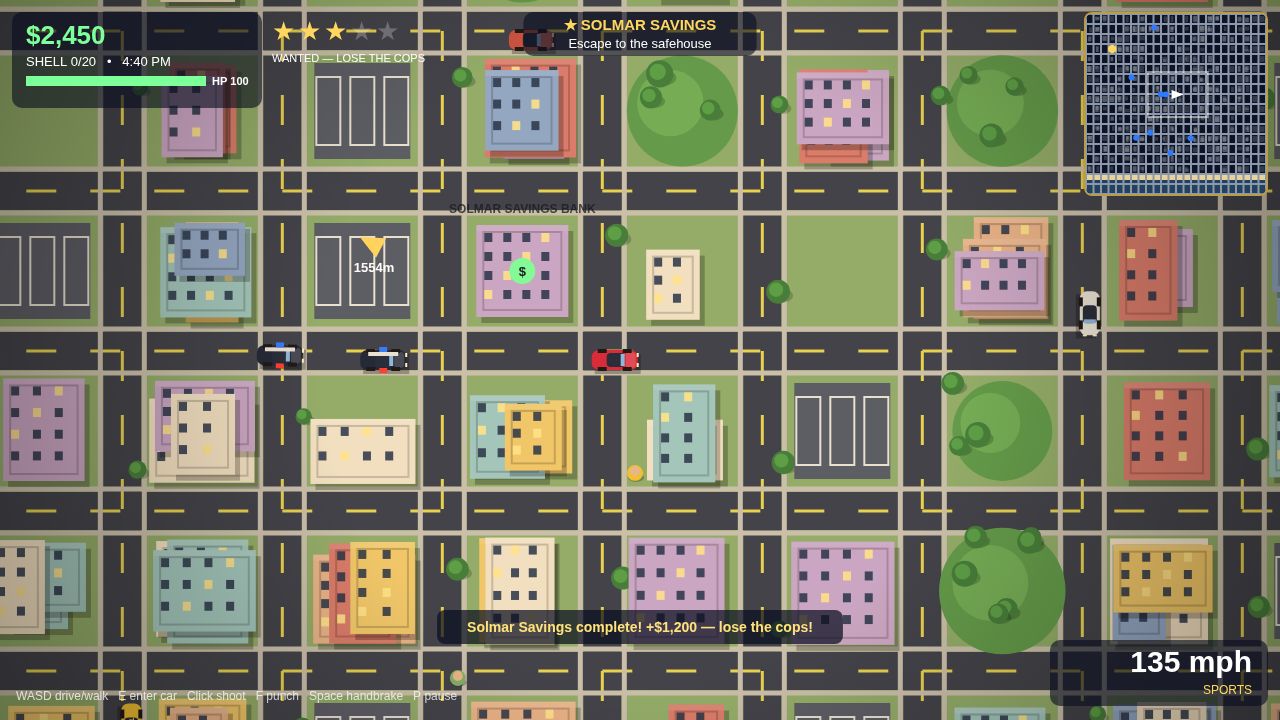 $2,450
SHELL 0/20 • 4:40 PM
HP 100
WANTED — LOSE THE COPS
★ SOLMAR SAVINGS
Escape to the safehouse
SOLMAR SAVINGS BANK
1554m
$
Solmar Savings complete! +$1,200 — lose the cops!
WASD drive/walk E enter car Click shoot F punch Space handbrake P pause
135 mph
SPORTS